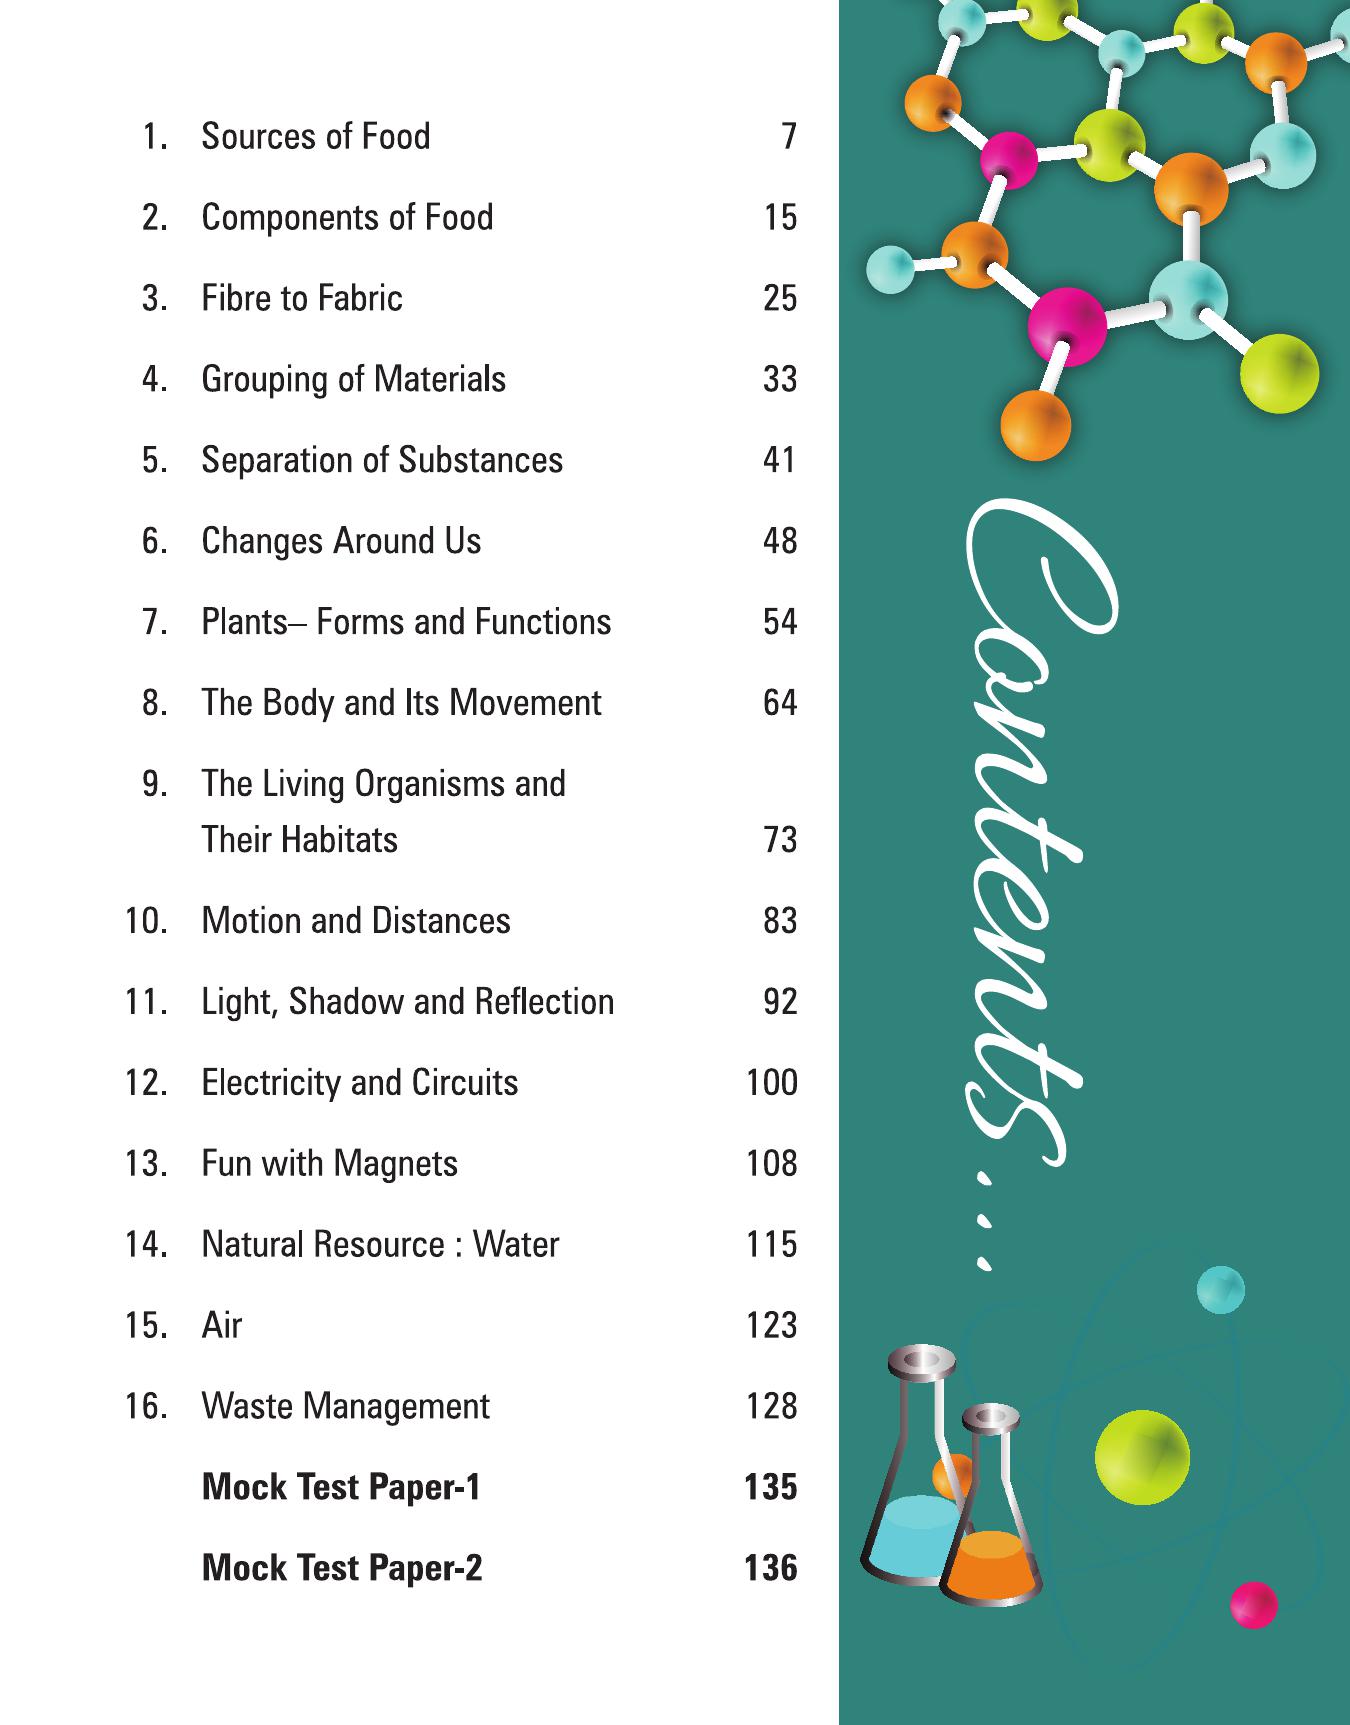 1. Sources of Food 7
2. Components of Food 15
3. Fibre to Fabric 25
4. Grouping of Materials 33
5. Separation of Substances 41
6. Changes Around Us 48
7. Plants– Forms and Functions 54
8. The Body and Its Movement 64
9. The Living Organisms and
Their Habitats 73
10. Motion and Distances 83
11. Light, Shadow and Reflection 92
12. Electricity and Circuits 100
13. Fun with Magnets 108
14. Natural Resource : Water 115
15. Air 123
16. Waste Management 128
Mock Test Paper-1 135
Mock Test Paper-2 136
Contents...